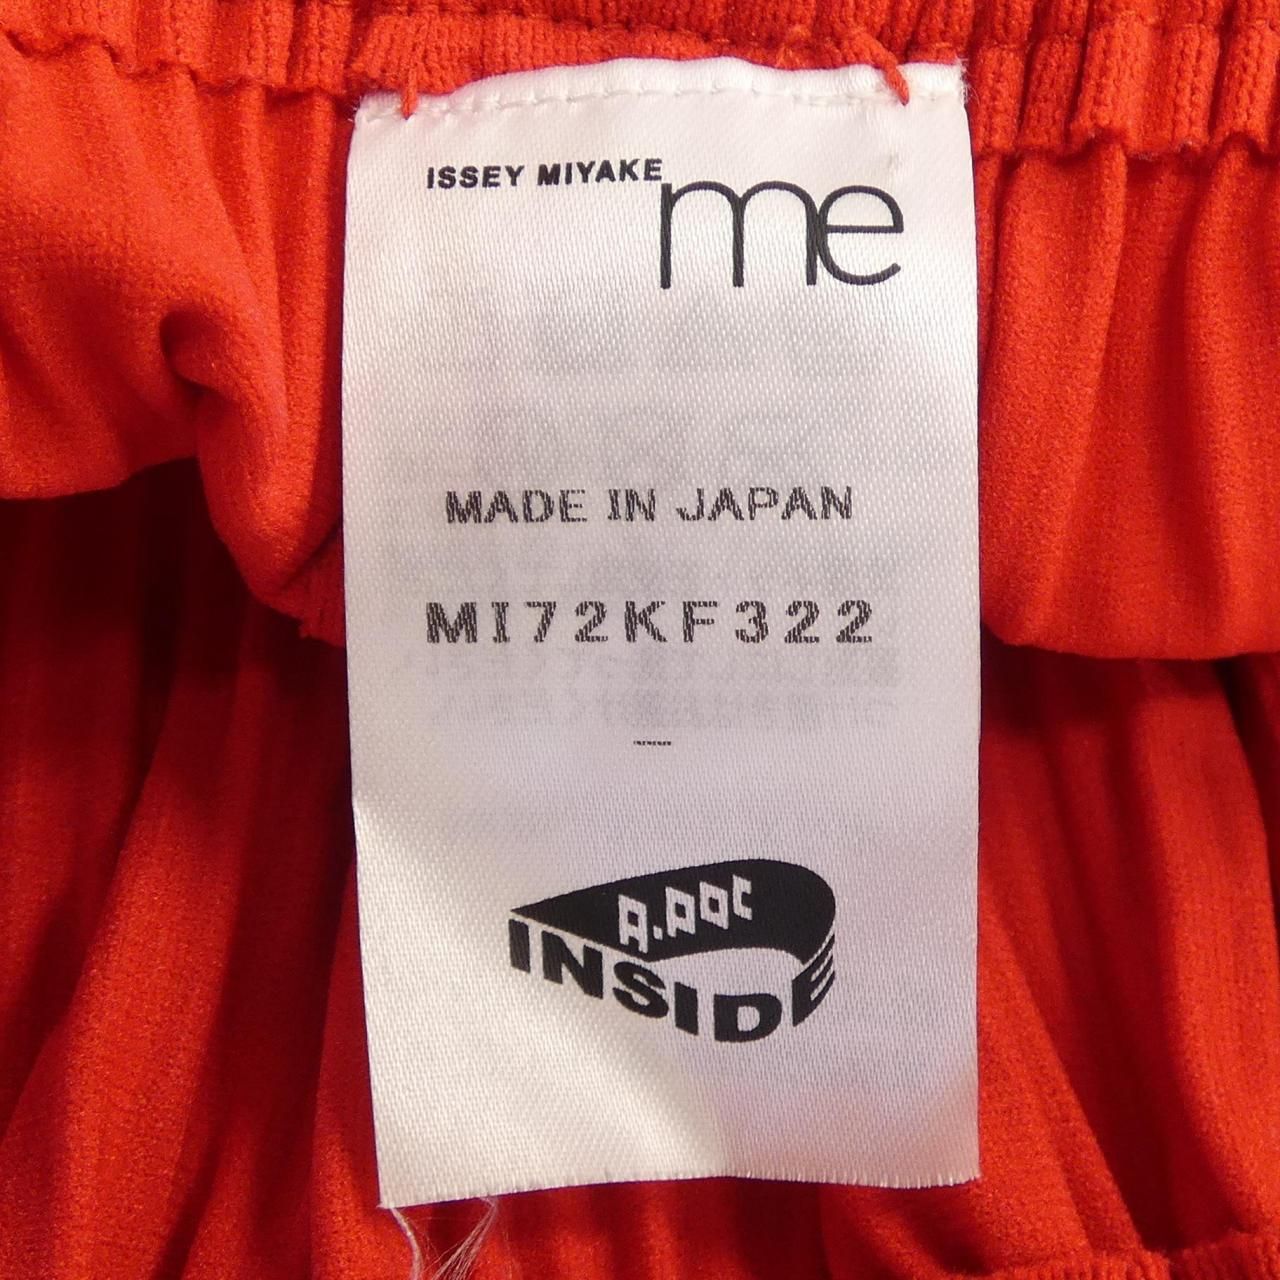 ISSEY MIYAKE me
MADE IN JAPAN
MI72KF322
A.POC
INSIDE